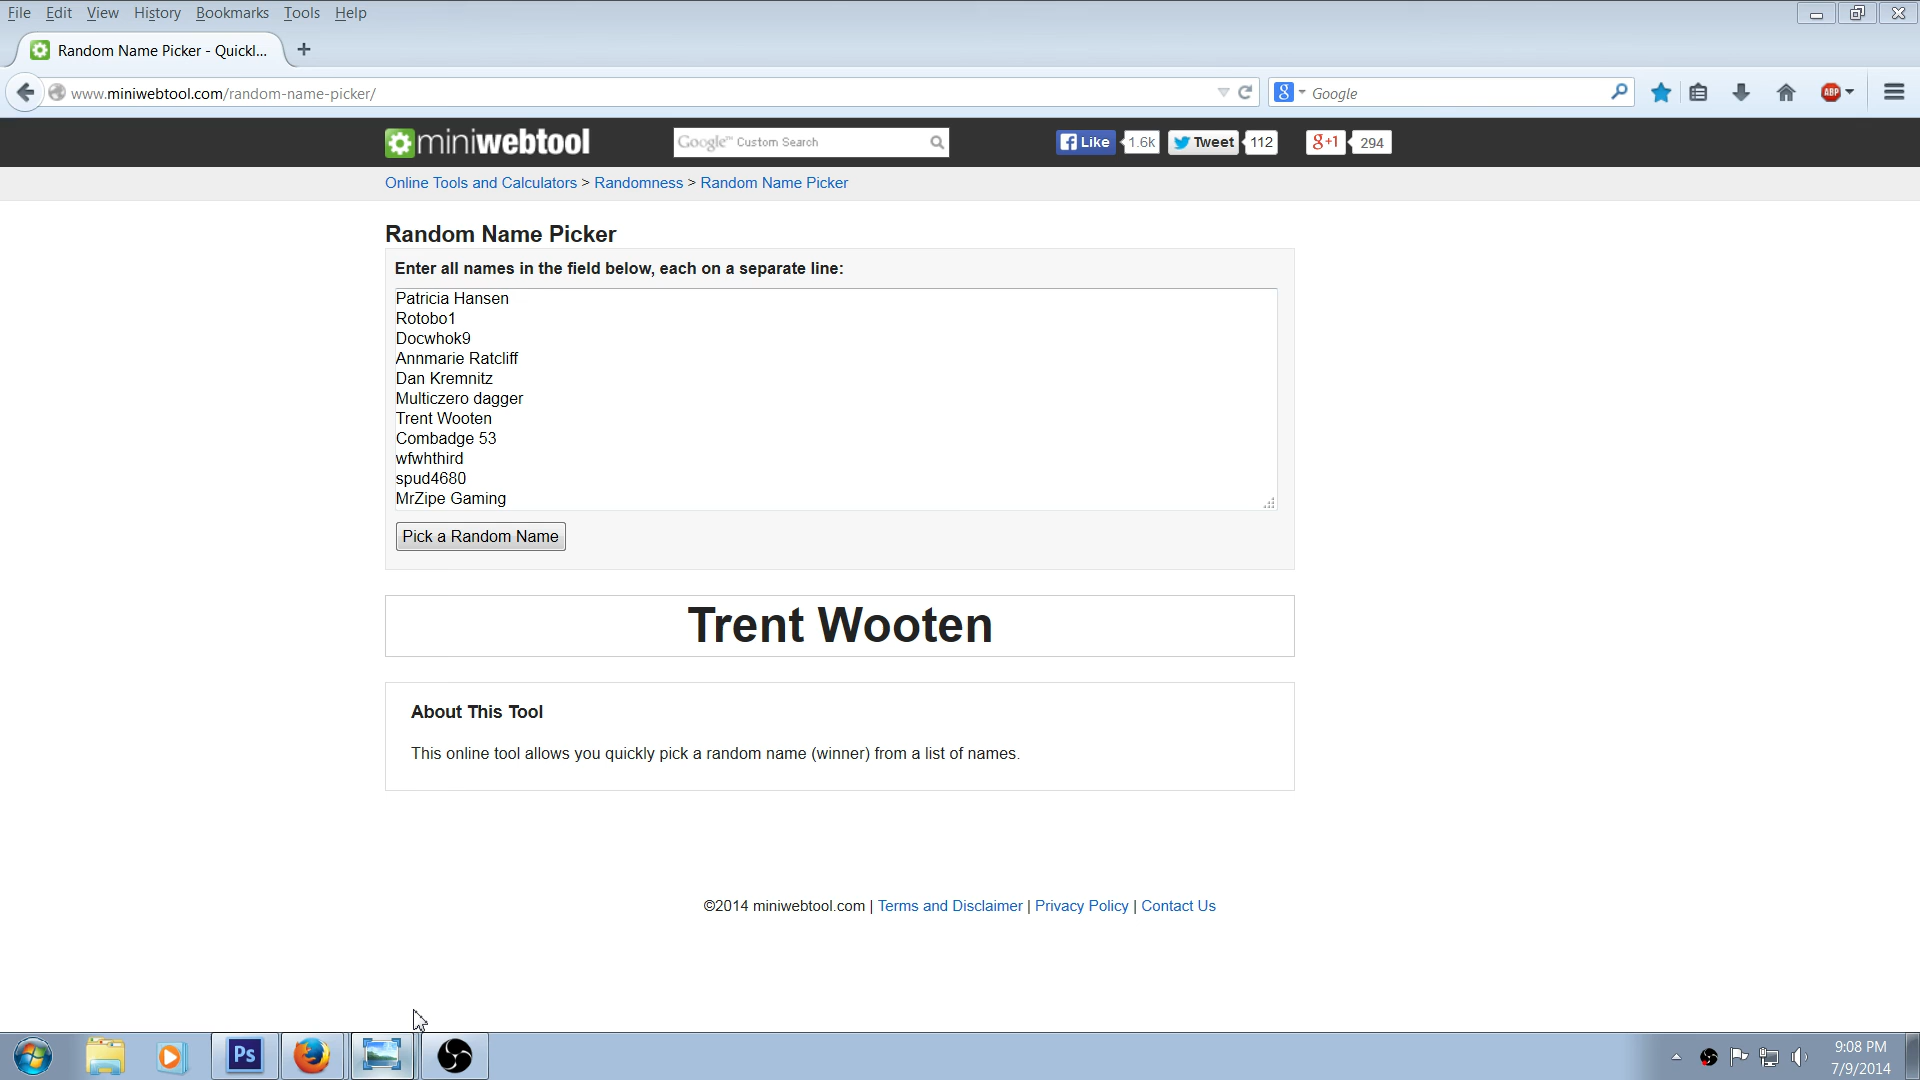 File Edit View History Bookmarks Tools Help
Random Name Picker - Quickl...
www.miniwebtool.com/random-name-picker/
Google
ABP
miniwebtool
Google™ Custom Search
Like 1.6k Tweet 112 g+1 294
Online Tools and Calculators > Randomness > Random Name Picker
Random Name Picker
Enter all names in the field below, each on a separate line:
Patricia Hansen
Rotobo1
Docwhok9
Annmarie Ratcliff
Dan Kremnitz
Multiczero dagger
Trent Wooten
Combadge 53
wfwhthird
spud4680
MrZipe Gaming
Pick a Random Name
Trent Wooten
About This Tool
This online tool allows you quickly pick a random name (winner) from a list of names.
©2014 miniwebtool.com | Terms and Disclaimer | Privacy Policy | Contact Us
Ps
9:08 PM
7/9/2014